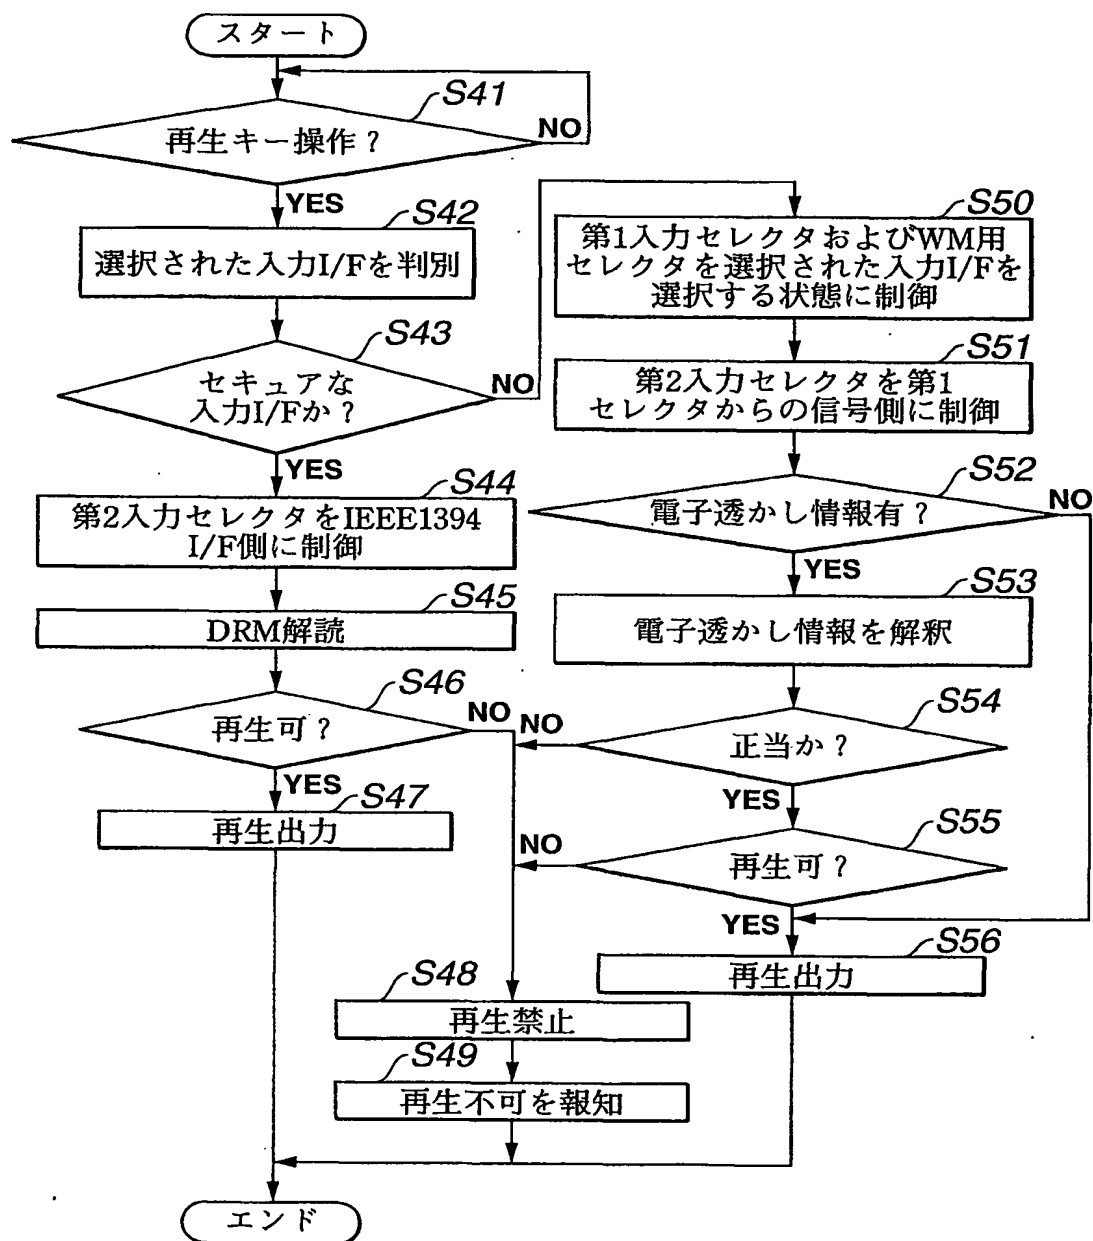 スタート
S41
再生キー操作?
NO
YES
S42
選択された入力I/Fを判別
S43
セキュアな
入力I/Fか?
NO
YES
S44
第2入力セレクタをIEEE1394
I/F側に制御
S45
DRM解読
S46
再生可?
NO
YES
S47
再生出力
S48
再生禁止
S49
再生不可を報知
S50
第1入力セレクタおよびWM用
セレクタを選択された入力I/Fを
選択する状態に制御
S51
第2入力セレクタを第1
セレクタからの信号側に制御
S52
電子透かし情報有?
NO
YES
S53
電子透かし情報を解釈
S54
正当か?
NO
YES
S55
再生可?
NO
YES
S56
再生出力
エンド